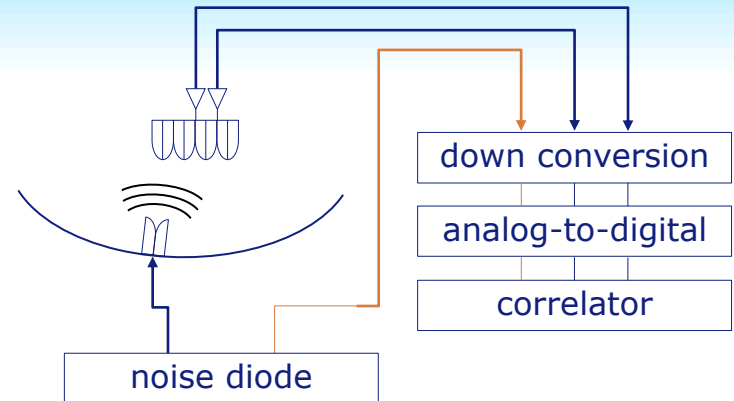 down conversion
analog-to-digital
correlator
noise diode